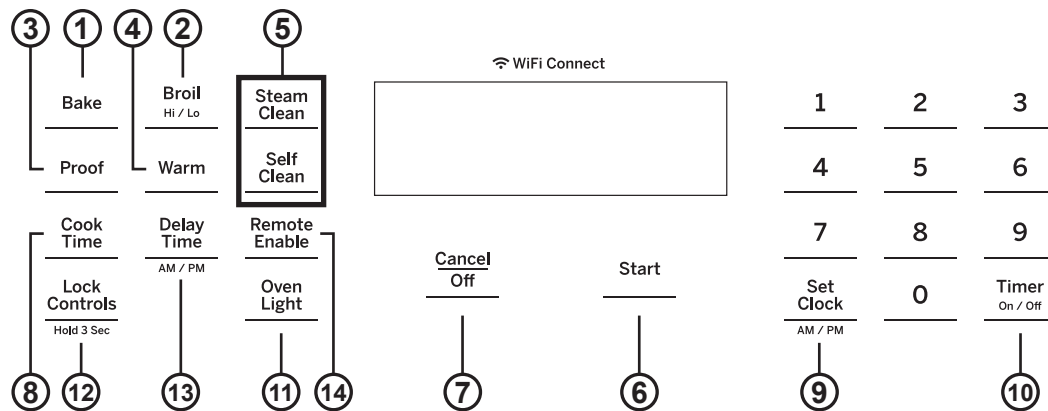 3 1 4 2 5
WiFi Connect
Bake
Broil
Hi / Lo
Steam
Clean
1 2 3
Proof
Warm
Self
Clean
4 5 6
Cook
Time
Delay
Time
AM / PM
Remote
Enable
Cancel
Off
Start
7 8 9
Lock
Controls
Hold 3 Sec
Oven
Light
Set
Clock
AM / PM
0
Timer
On / Off
8 12 13 11 14 7 6 9 10